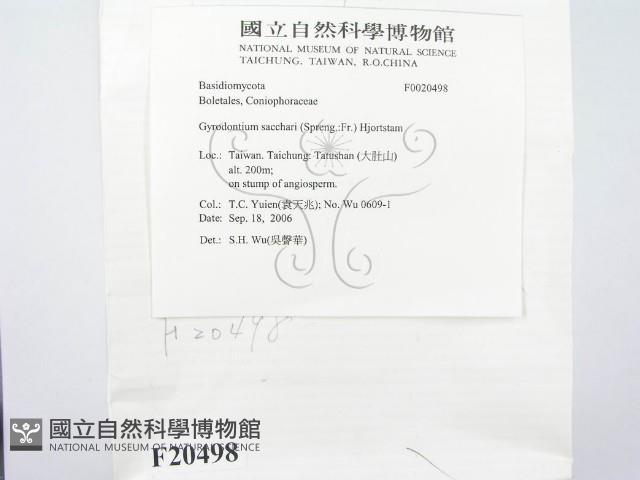 國立自然科學博物館
NATIONAL MUSEUM OF NATURAL SCIENCE
TAICHUNG, TAIWAN, R.O.CHINA
Basidiomycota F0020498
Boletales, Coniophoraceae
Gyrodontium sacchari (Spreng.:Fr.) Hjortstam
Loc.: Taiwan. Taichung: Tatushan (大肚山)
alt. 200m;
on stump of angiosperm.
Col.: T.C. Yuien(袁天兆); No. Wu 0609-1
Date: Sep. 18, 2006
Det.: S.H. Wu(吳聲華)
F20498
國立自然科學博物館
NATIONAL MUSEUM OF NATURAL SCIENCE
F20498